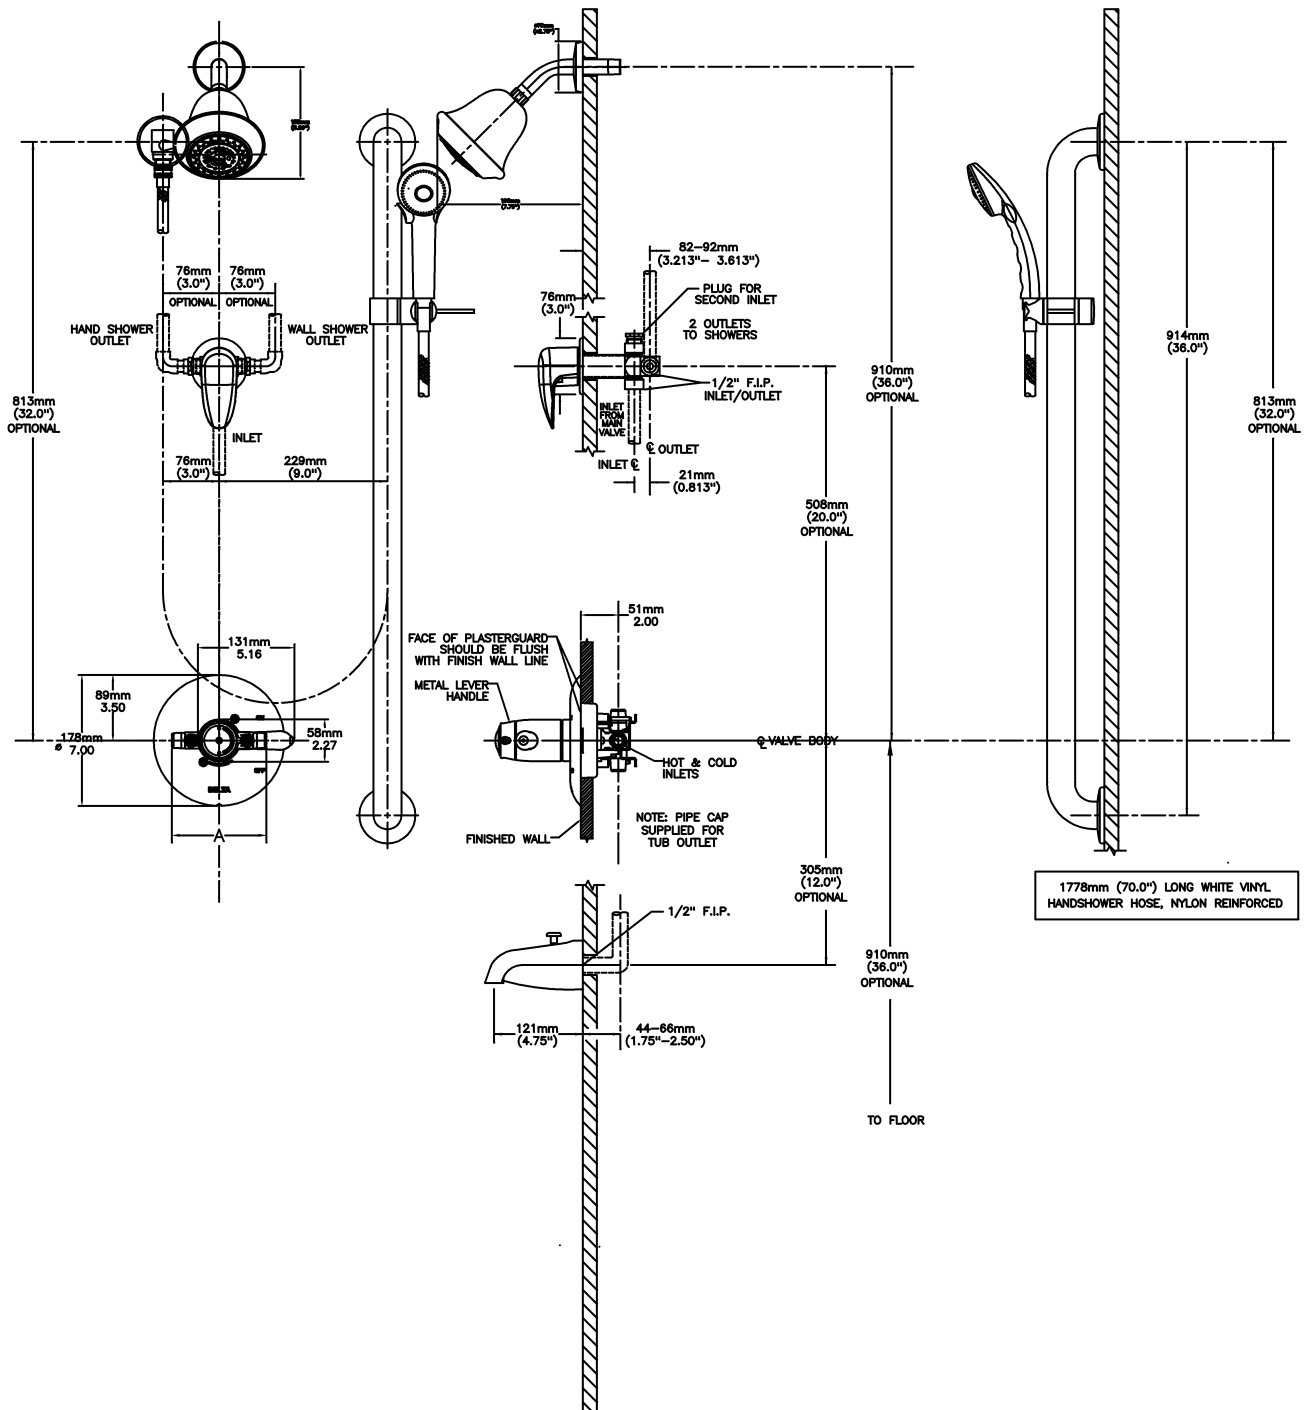 82-92mm
(3.213"- 3.613")
76mm
(3.0")
76mm
(3.0")
OPTIONAL
OPTIONAL
HAND SHOWER
OUTLET
WALL SHOWER
OUTLET
INLET
76mm
(3.0")
229mm
(9.0")
813mm
(32.0")
OPTIONAL
76mm
(3.0")
PLUG FOR
SECOND INLET
2 OUTLETS
TO SHOWERS
1/2" F.I.P.
INLET/OUTLET
INLET
FROM
MAIN
VALVE
℄ OUTLET
INLET ℄
21mm
(0.813")
910mm
(36.0")
OPTIONAL
914mm
(36.0")
813mm
(32.0")
OPTIONAL
508mm
(20.0")
OPTIONAL
51mm
2.00
131mm
5.16
89mm
3.50
178mm
ø 7.00
58mm
2.27
DELTA
OFF
A
FACE OF PLASTERGUARD
SHOULD BE FLUSH
WITH FINISH WALL LINE
METAL LEVER
HANDLE
℄ VALVE BODY
HOT & COLD
INLETS
NOTE: PIPE CAP
SUPPLIED FOR
TUB OUTLET
FINISHED WALL
305mm
(12.0")
OPTIONAL
1778mm (70.0") LONG WHITE VINYL
HANDSHOWER HOSE, NYLON REINFORCED
1/2" F.I.P.
910mm
(36.0")
OPTIONAL
121mm
(4.75")
44-66mm
(1.75"-2.50")
TO FLOOR